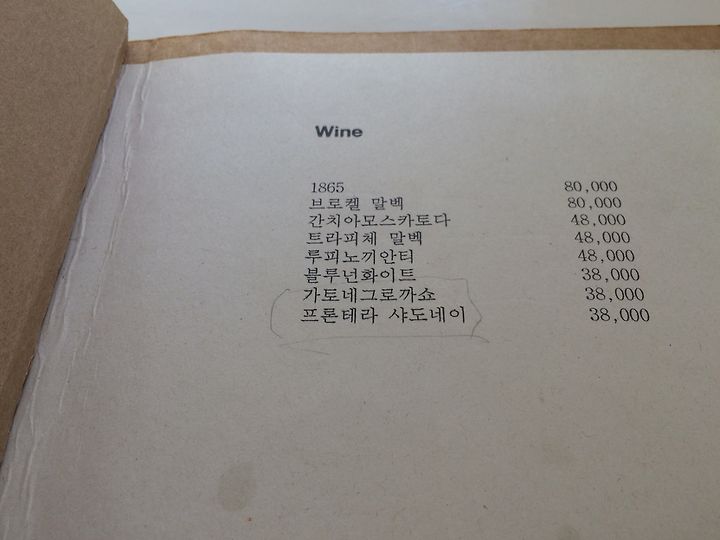 Wine
1865 80,000
브로켈 말벡 80,000
간치아모스카토다 48,000
트라피체 말벡 48,000
루피노끼안티 48,000
블루넌화이트 38,000
가토네그로까쇼 38,000
프론테라 샤도네이 38,000